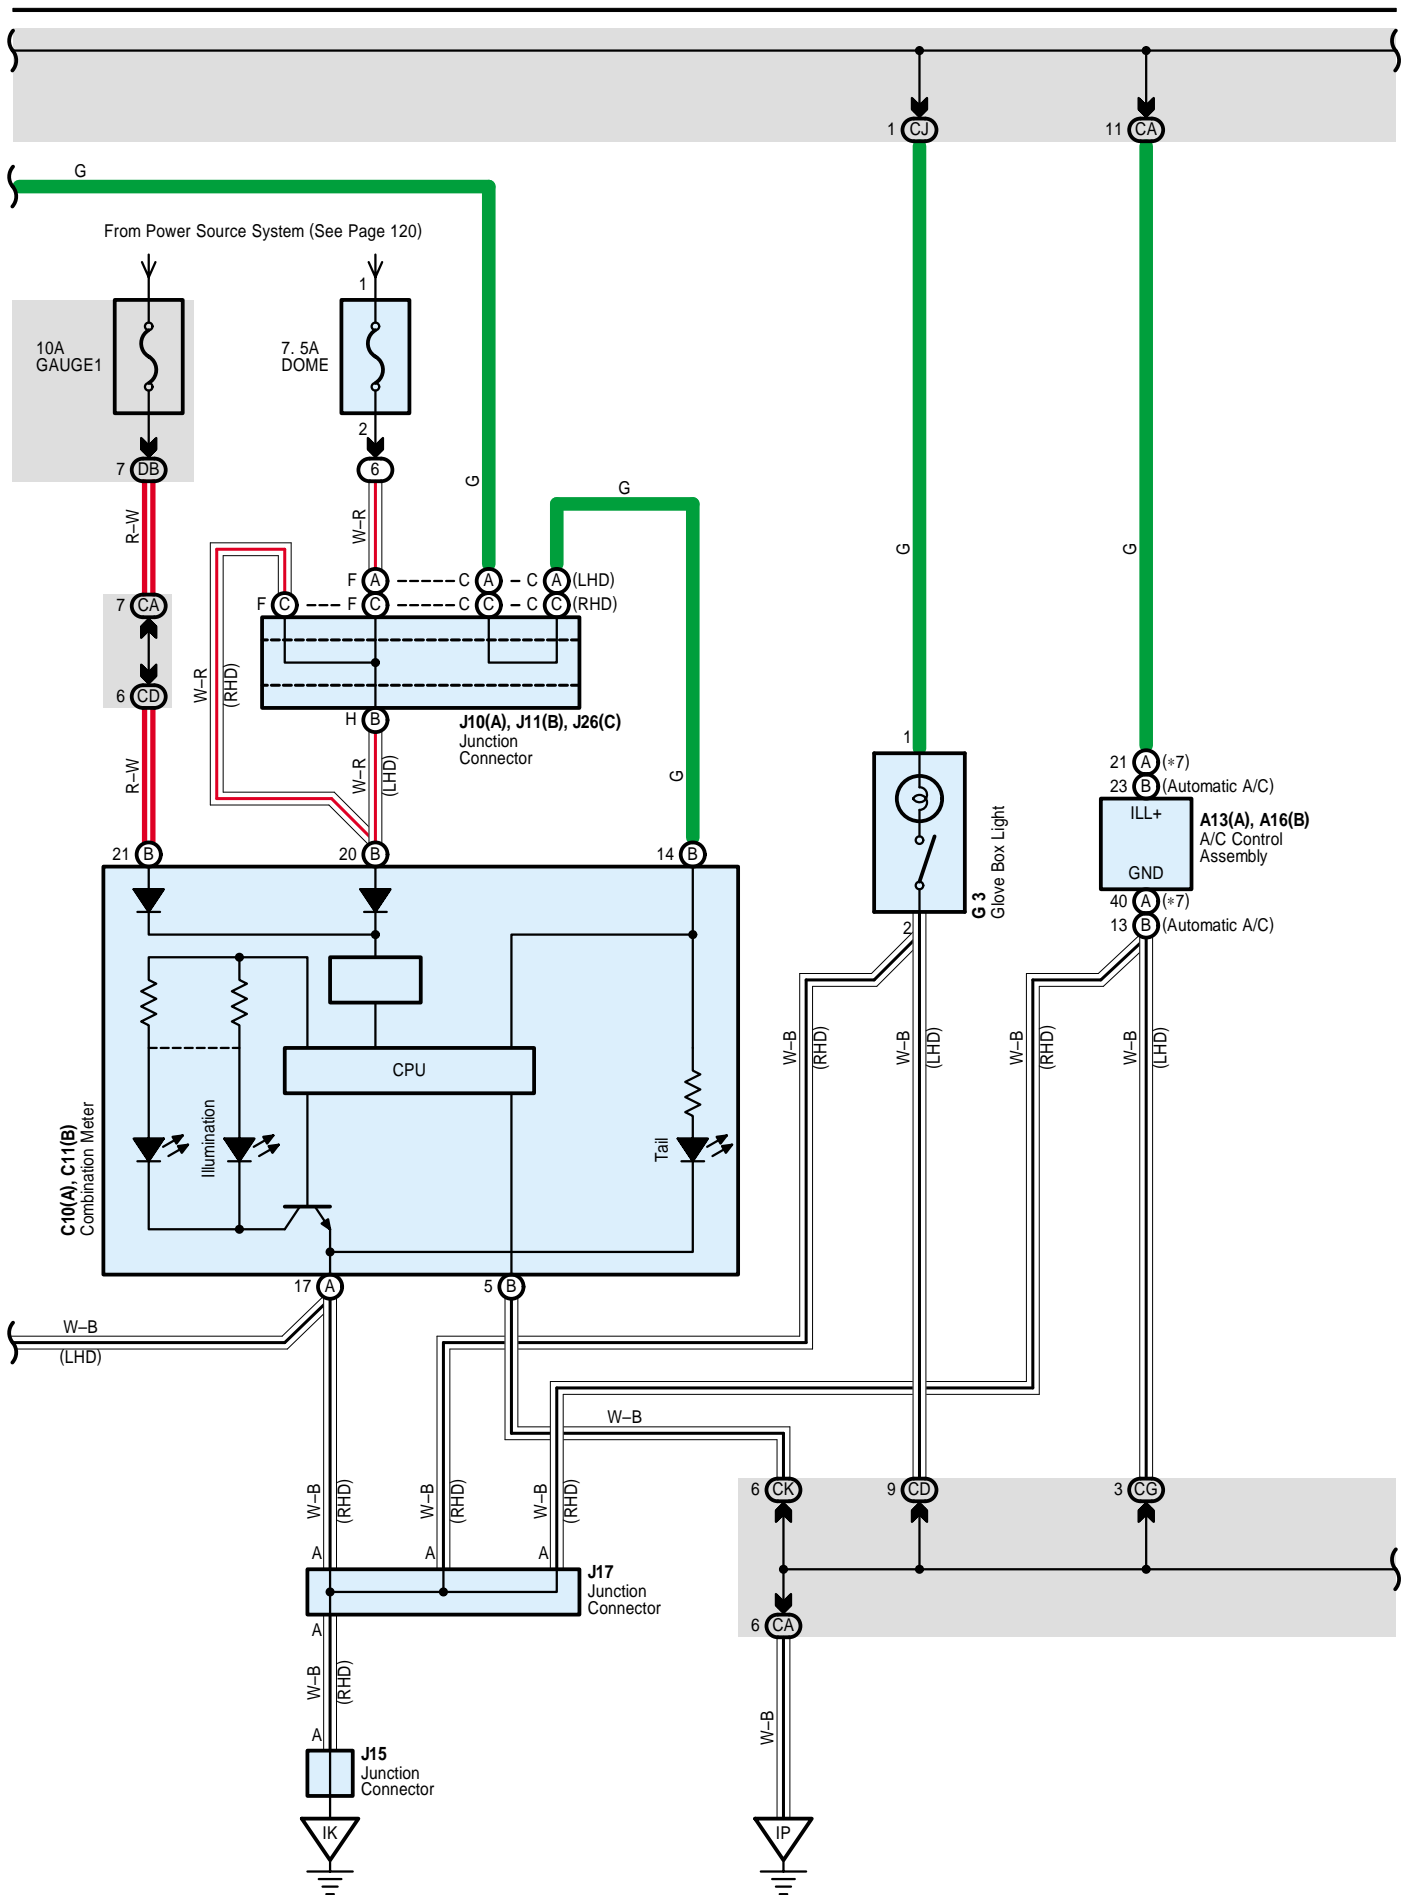 1 CJ
11 CA
G
From Power Source System (See Page 120)
1
10A
GAUGE1
7. 5A
DOME
2
7 DB
6
G
G
R–W
W–R
G
G
F A C A C A (LHD)
F C F C C C C C (RHD)
7 CA
W–R
(RHD)
6 CD
H B
J10(A), J11(B), J26(C)
Junction
Connector
R–W
W–R
(LHD)
G
1
21 A (*7)
23 B (Automatic A/C)
ILL+
GND
A13(A), A16(B)
A/C Control
Assembly
G 3
Glove Box Light
21 B
20 B
14 B
40 A (*7)
13 B (Automatic A/C)
2
W–B
(RHD)
W–B
(LHD)
W–B
(RHD)
W–B
(LHD)
CPU
C10(A), C11(B)
Combination Meter
Illumination
Tail
17 A
5 B
W–B
(LHD)
W–B
W–B
(RHD)
W–B
(RHD)
W–B
(RHD)
6 CK
9 CD
3 CG
A
A
A
J17
Junction
Connector
A
6 CA
W–B
(RHD)
W–B
A
J15
Junction
Connector
IK
IP